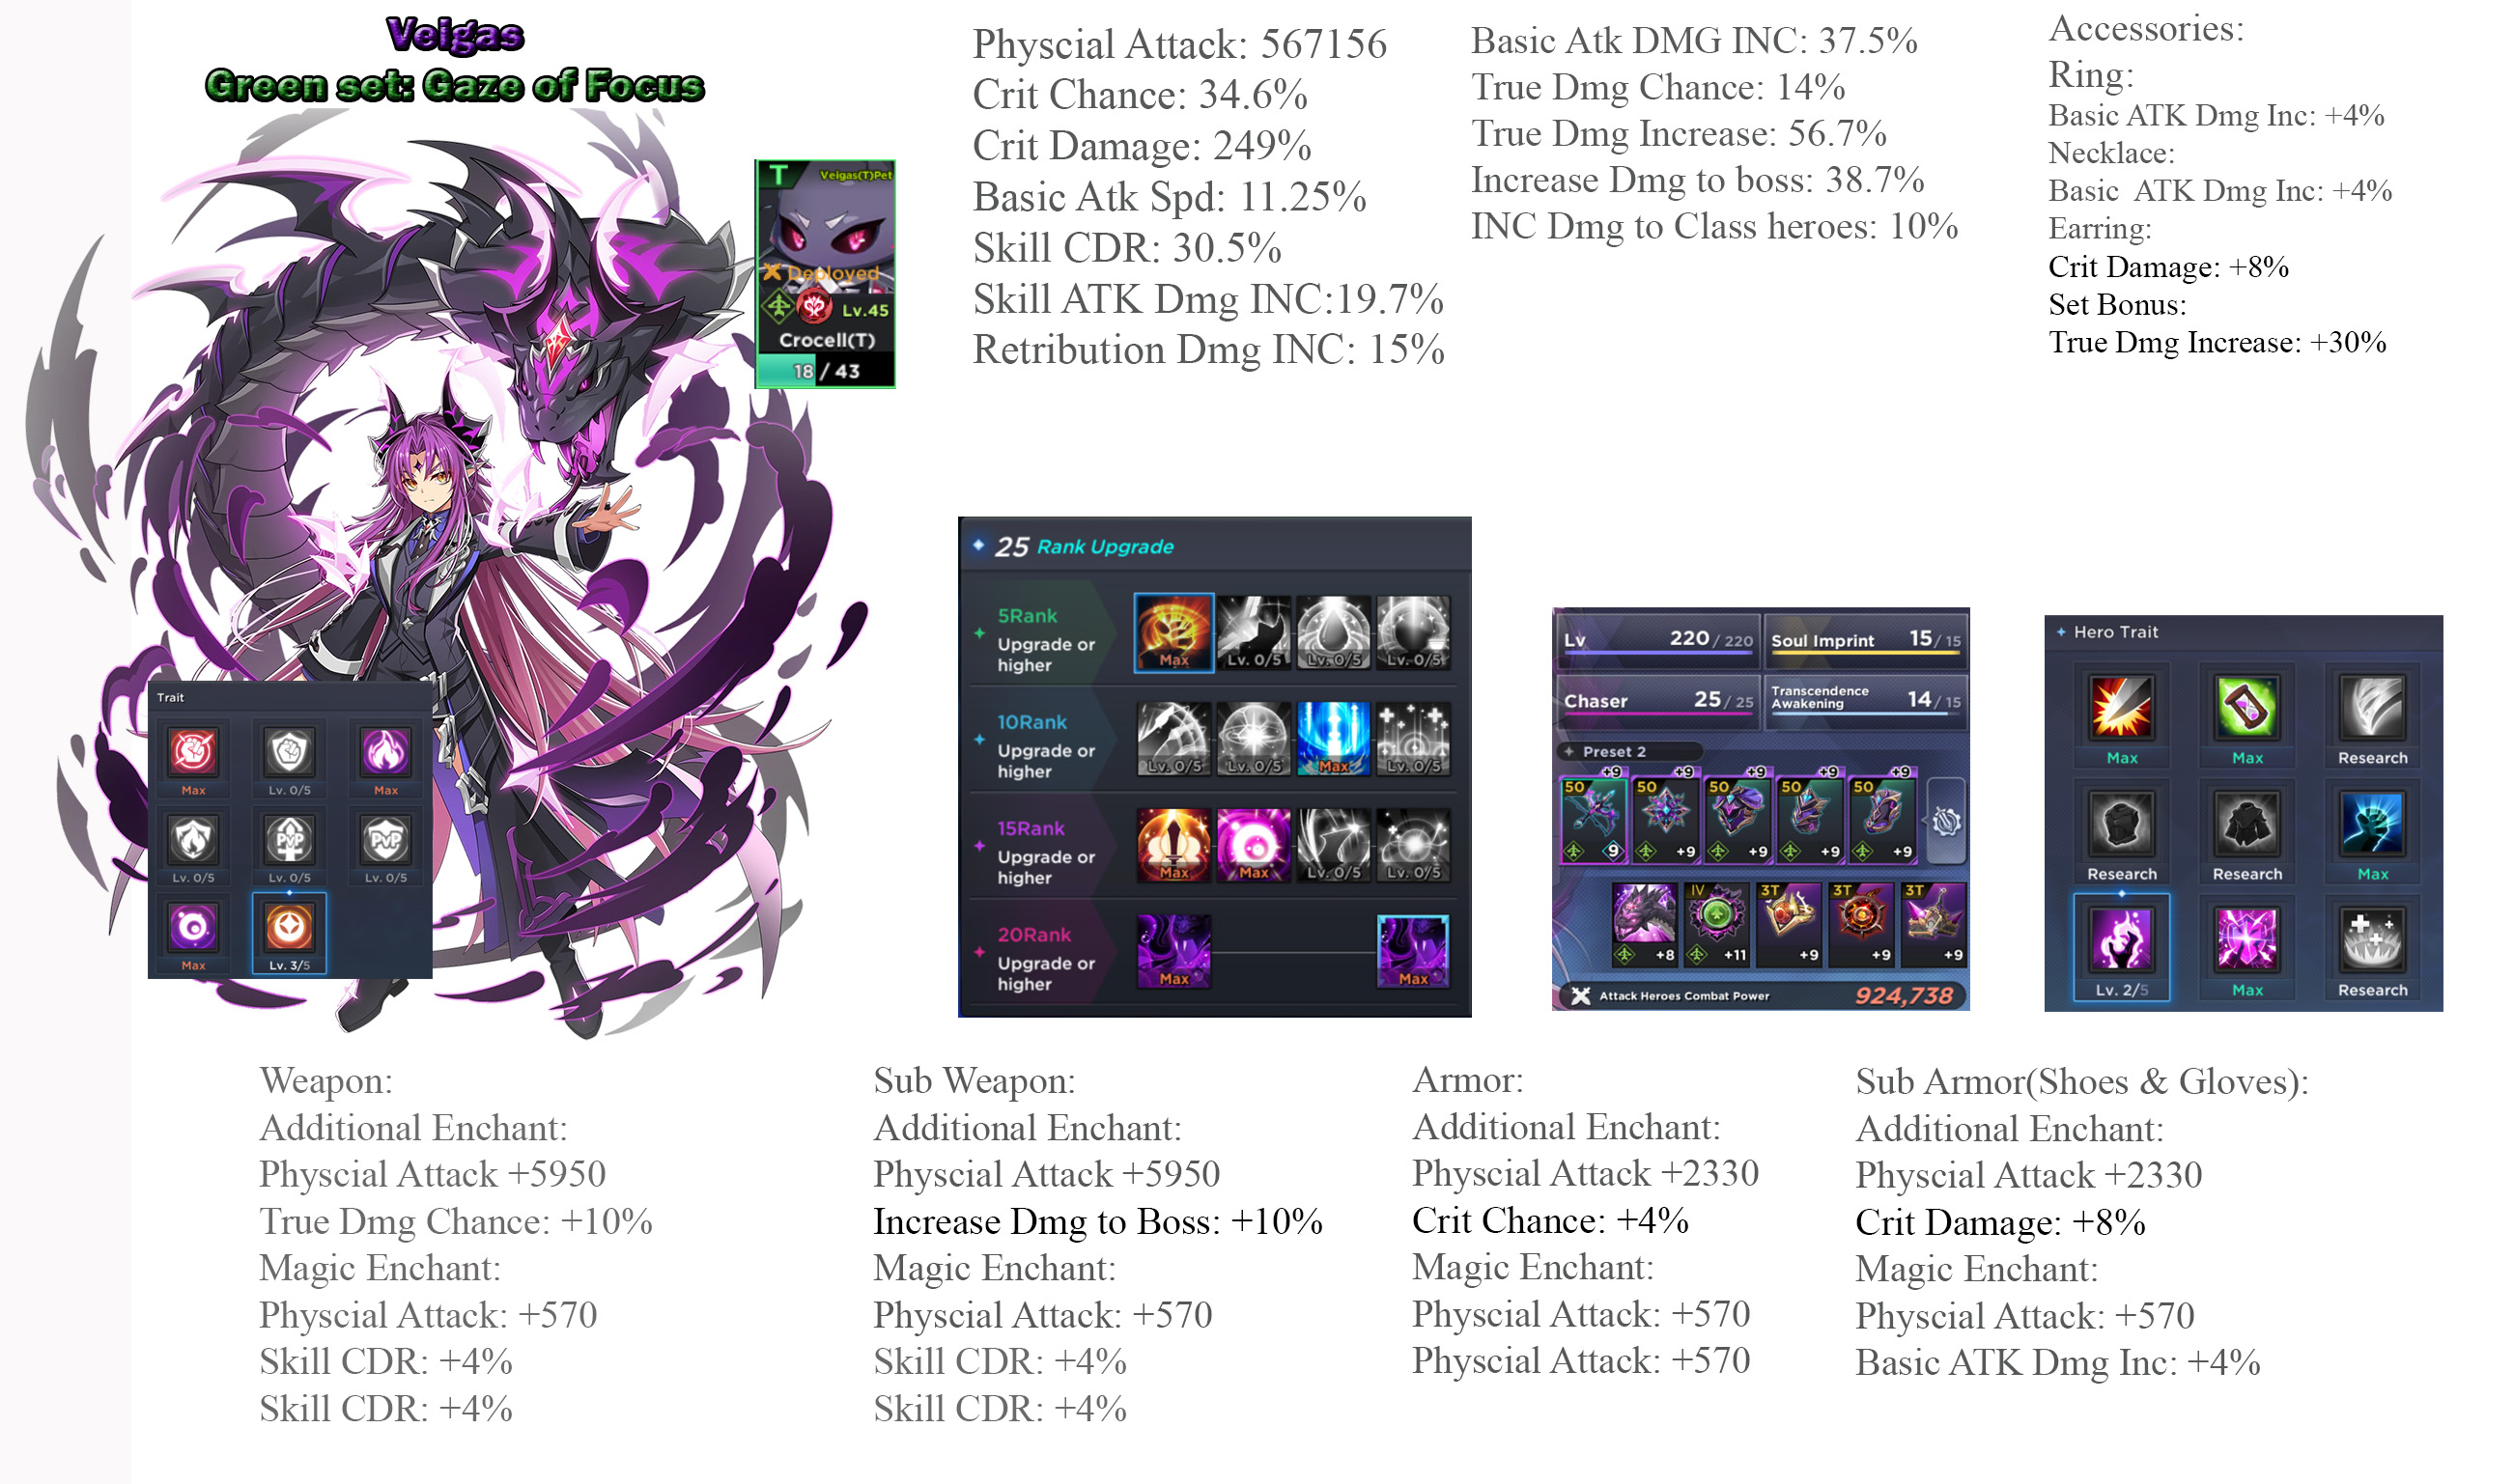 Veigas
Green set: Gaze of Focus
T
Veigas(T)Pet
Deployed
Lv.45
Crocell(T)
18 / 43
Physcial Attack: 567156
Crit Chance: 34.6%
Crit Damage: 249%
Basic Atk Spd: 11.25%
Skill CDR: 30.5%
Skill ATK Dmg INC:19.7%
Retribution Dmg INC: 15%
Basic Atk DMG INC: 37.5%
True Dmg Chance: 14%
True Dmg Increase: 56.7%
Increase Dmg to boss: 38.7%
INC Dmg to Class heroes: 10%
Accessories:
Ring:
Basic ATK Dmg Inc: +4%
Necklace:
Basic ATK Dmg Inc: +4%
Earring:
Crit Damage: +8%
Set Bonus:
True Dmg Increase: +30%
Trait
Max
Lv. 0/5
Max
Lv. 0/5
PvP
Lv. 0/5
PvP
Lv. 0/5
Max
Lv. 3/5
25 Rank Upgrade
5Rank
Upgrade or
higher
Max
Lv. 0/5
Lv. 0/5
Lv. 0/5
10Rank
Upgrade or
higher
Lv. 0/5
Lv. 0/5
Max
Lv. 0/5
15Rank
Upgrade or
higher
Max
Max
Lv. 0/5
Lv. 0/5
20Rank
Upgrade or
higher
Max
Max
Lv 220 / 220
Soul Imprint 15 / 15
Chaser 25 / 25
Transcendence
Awakening 14 / 15
Preset 2
+9 +9 +9 +9 +9
50 50 50 50 50
9 +9 +9 +9 +9
IV 3T 3T 3T
+8 +11 +9 +9 +9
Attack Heroes Combat Power 924,738
Hero Trait
Max
Max
Research
Research
Research
Max
Lv. 2/5
Max
Research
Weapon:
Additional Enchant:
Physcial Attack +5950
True Dmg Chance: +10%
Magic Enchant:
Physcial Attack: +570
Skill CDR: +4%
Skill CDR: +4%
Sub Weapon:
Additional Enchant:
Physcial Attack +5950
Increase Dmg to Boss: +10%
Magic Enchant:
Physcial Attack: +570
Skill CDR: +4%
Skill CDR: +4%
Armor:
Additional Enchant:
Physcial Attack +2330
Crit Chance: +4%
Magic Enchant:
Physcial Attack: +570
Physcial Attack: +570
Sub Armor(Shoes & Gloves):
Additional Enchant:
Physcial Attack +2330
Crit Damage: +8%
Magic Enchant:
Physcial Attack: +570
Basic ATK Dmg Inc: +4%